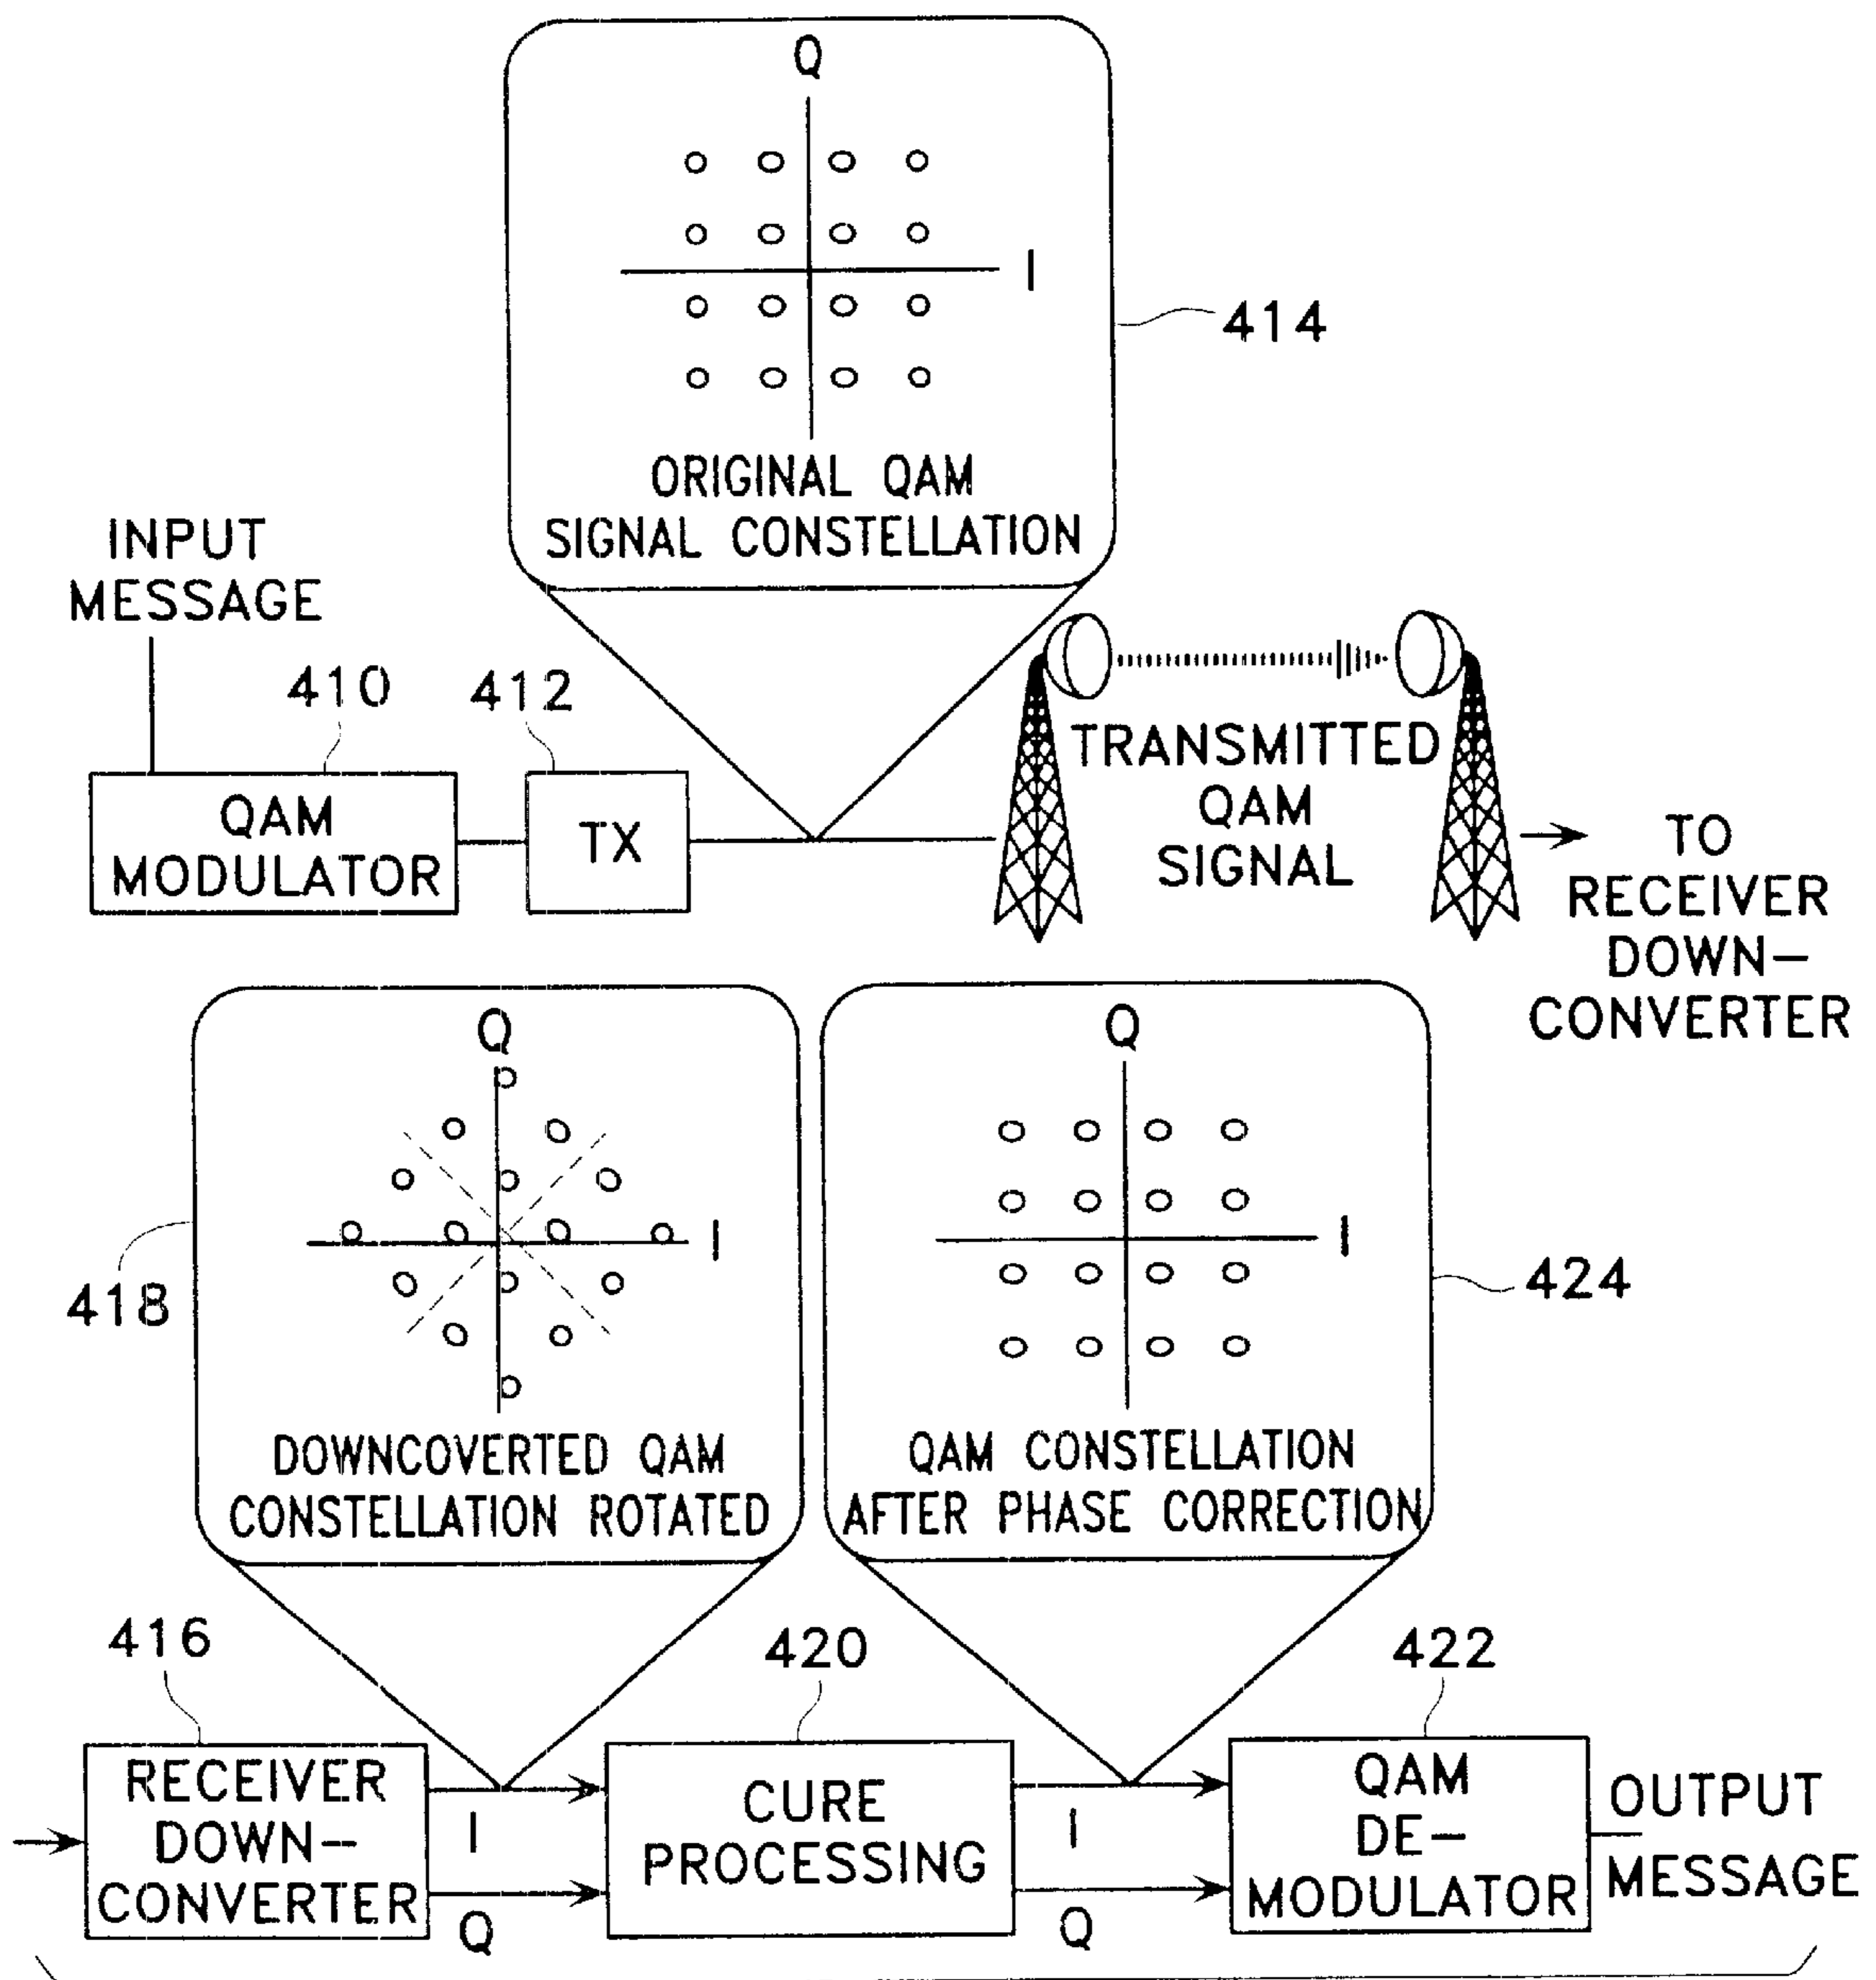 Q
I
414
ORIGINAL QAM
SIGNAL CONSTELLATION
INPUT
MESSAGE
410
412
QAM
MODULATOR
TX
TRANSMITTED
QAM
SIGNAL
TO
RECEIVER
DOWN-
CONVERTER
Q
I
418
DOWNCOVERTED QAM
CONSTELLATION ROTATED
Q
I
424
QAM CONSTELLATION
AFTER PHASE CORRECTION
416
420
422
RECEIVER
DOWN-
CONVERTER
I
Q
CURE
PROCESSING
I
Q
QAM
DE-
MODULATOR
OUTPUT
MESSAGE